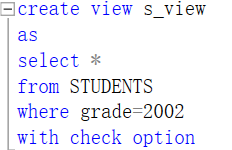 create view s_view
as
select *
from STUDENTS
where grade=2002
with check option